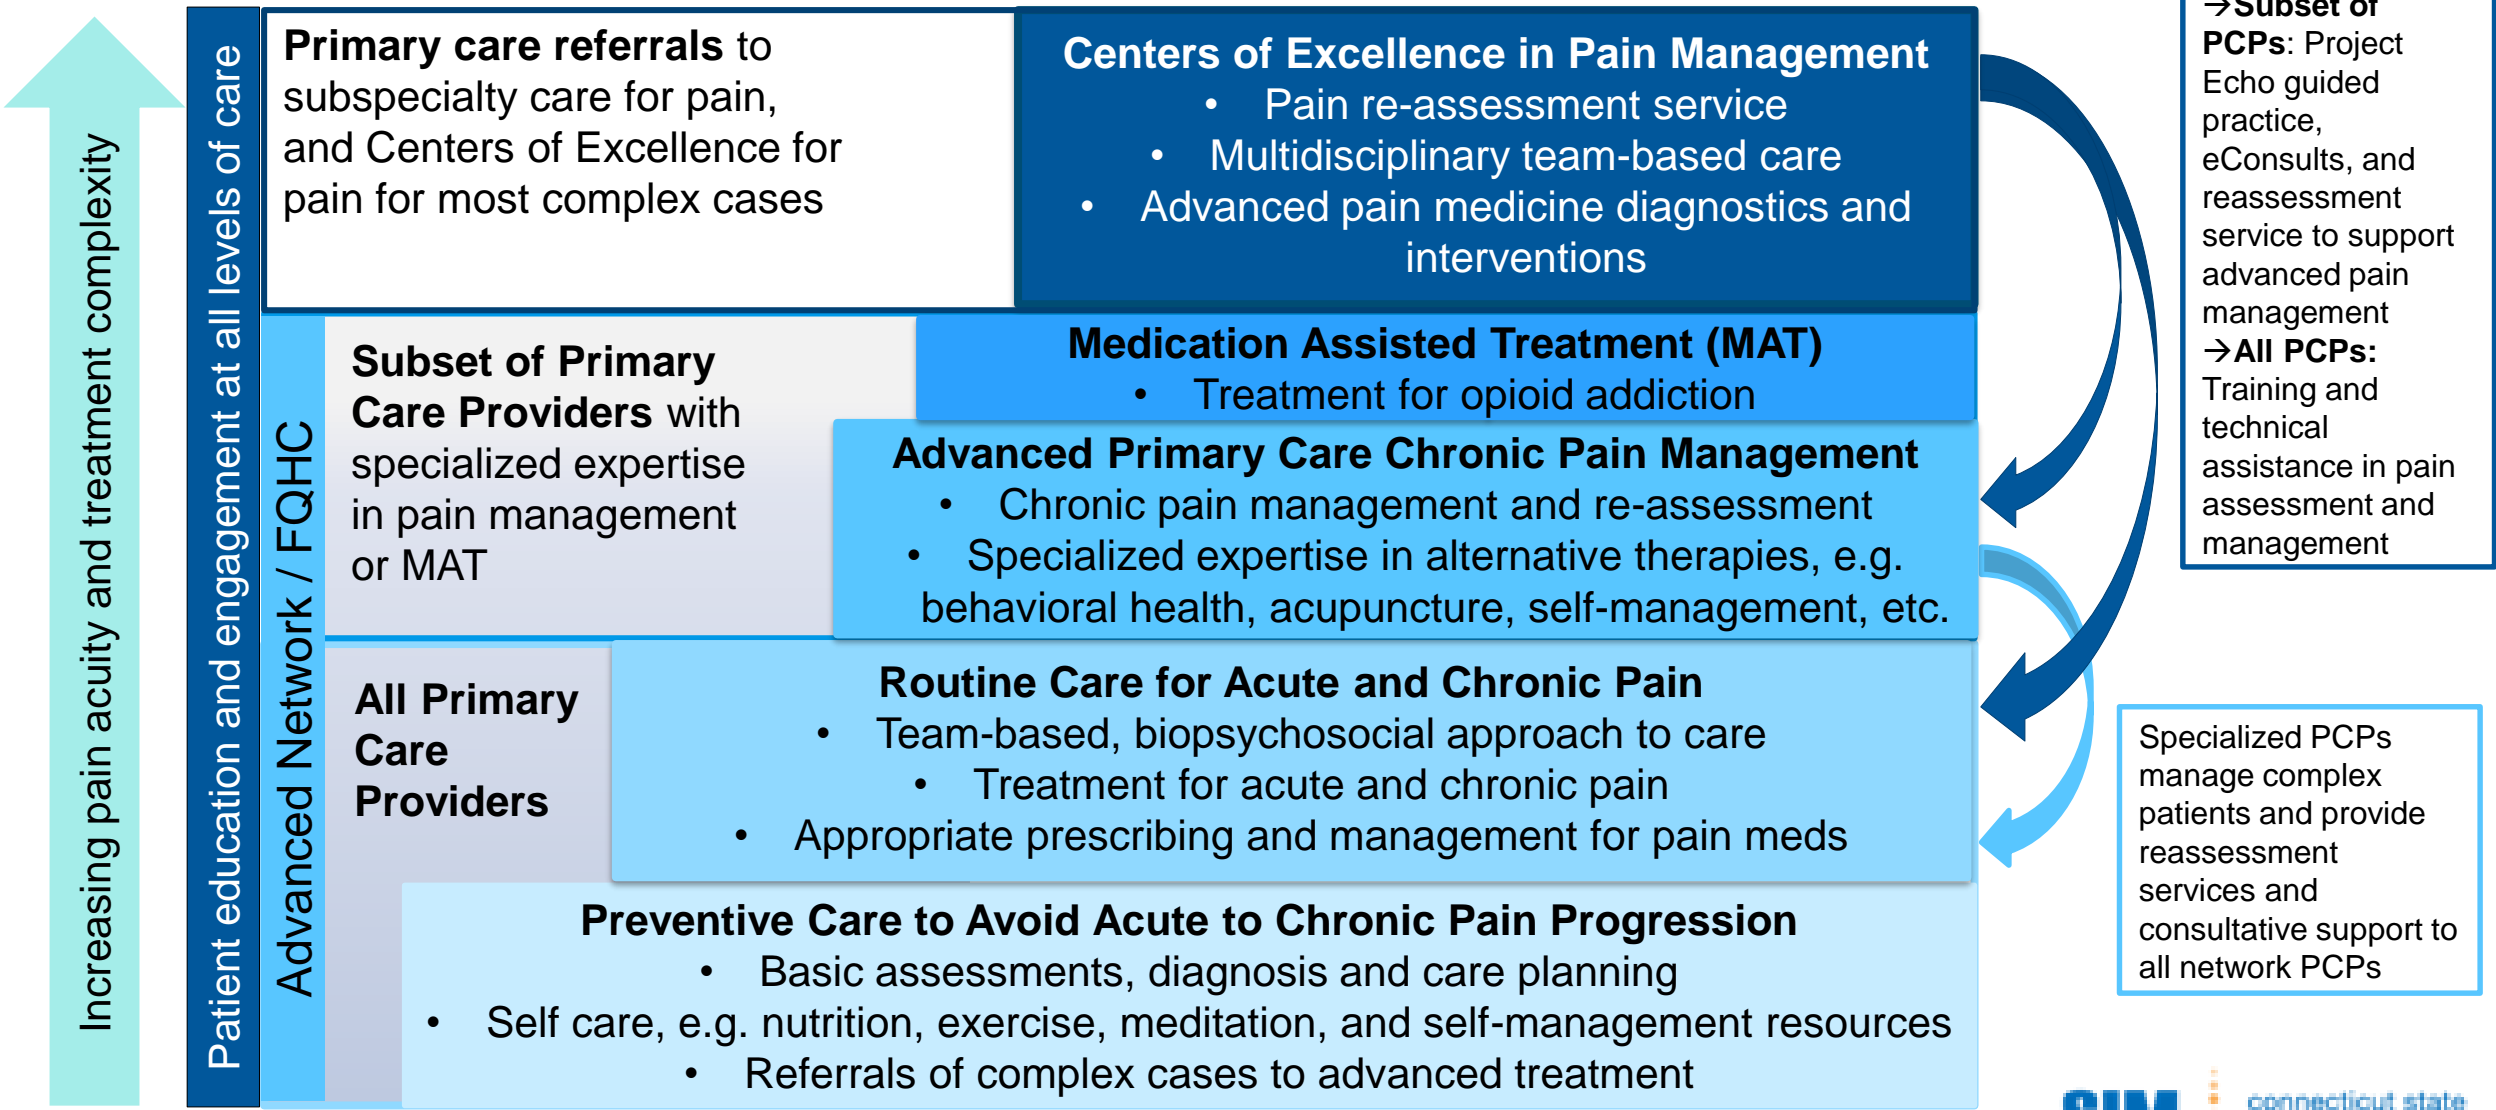 Increasing pain acuity and treatment complexity
Patient education and engagement at all levels of care
Advanced Network / FQHC
Primary care referrals to
subspecialty care for pain,
and Centers of Excellence for
pain for most complex cases
Centers of Excellence in Pain Management
• Pain re-assessment service
• Multidisciplinary team-based care
• Advanced pain medicine diagnostics and
interventions
Subset of Primary
Care Providers with
specialized expertise
in pain management
or MAT
Medication Assisted Treatment (MAT)
• Treatment for opioid addiction
Advanced Primary Care Chronic Pain Management
• Chronic pain management and re-assessment
• Specialized expertise in alternative therapies, e.g.
behavioral health, acupuncture, self-management, etc.
All Primary
Care
Providers
Routine Care for Acute and Chronic Pain
• Team-based, biopsychosocial approach to care
• Treatment for acute and chronic pain
• Appropriate prescribing and management for pain meds
Preventive Care to Avoid Acute to Chronic Pain Progression
• Basic assessments, diagnosis and care planning
• Self care, e.g. nutrition, exercise, meditation, and self-management resources
• Referrals of complex cases to advanced treatment
→Subset of
PCPs: Project
Echo guided
practice,
eConsults, and
reassessment
service to support
advanced pain
management
→All PCPs:
Training and
technical
assistance in pain
assessment and
management
Specialized PCPs
manage complex
patients and provide
reassessment
services and
consultative support to
all network PCPs
SIM
connecticut state